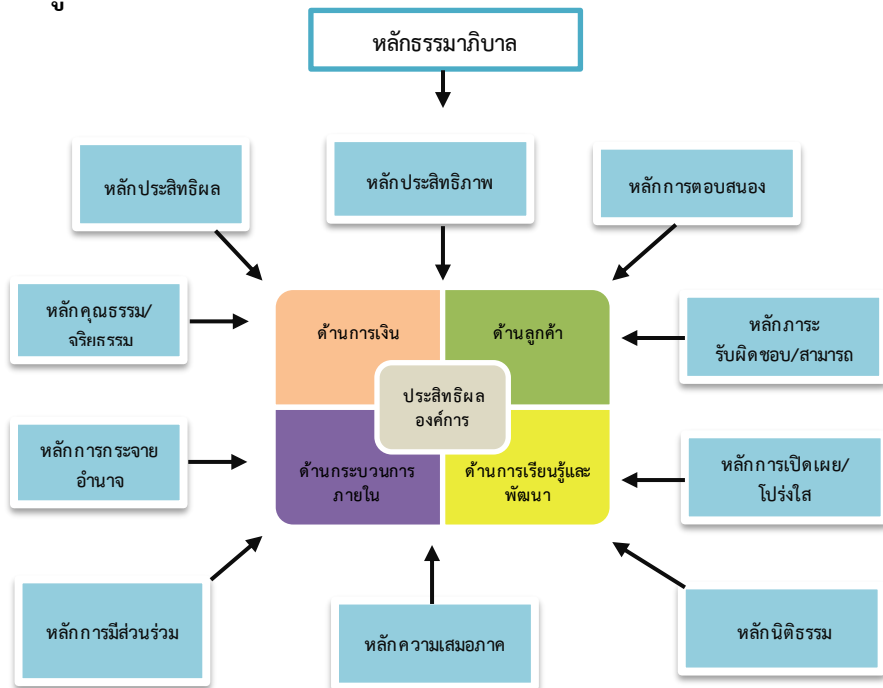 หลักธรรมาภิบาล
หลักประสิทธิผล
หลักประสิทธิภาพ
หลักการตอบสนอง
หลักคุณธรรม/
จริยธรรม
ด้านการเงิน
ด้านลูกค้า
หลักภาระ
รับผิดชอบ/สามารถ
ประสิทธิผล
องค์การ
หลักการกระจาย
อำนาจ
ด้านกระบวนการ
ภายใน
ด้านการเรียนรู้และ
พัฒนา
หลักการเปิดเผย/
โปร่งใส
หลักการมีส่วนร่วม
หลักความเสมอภาค
หลักนิติธรรม